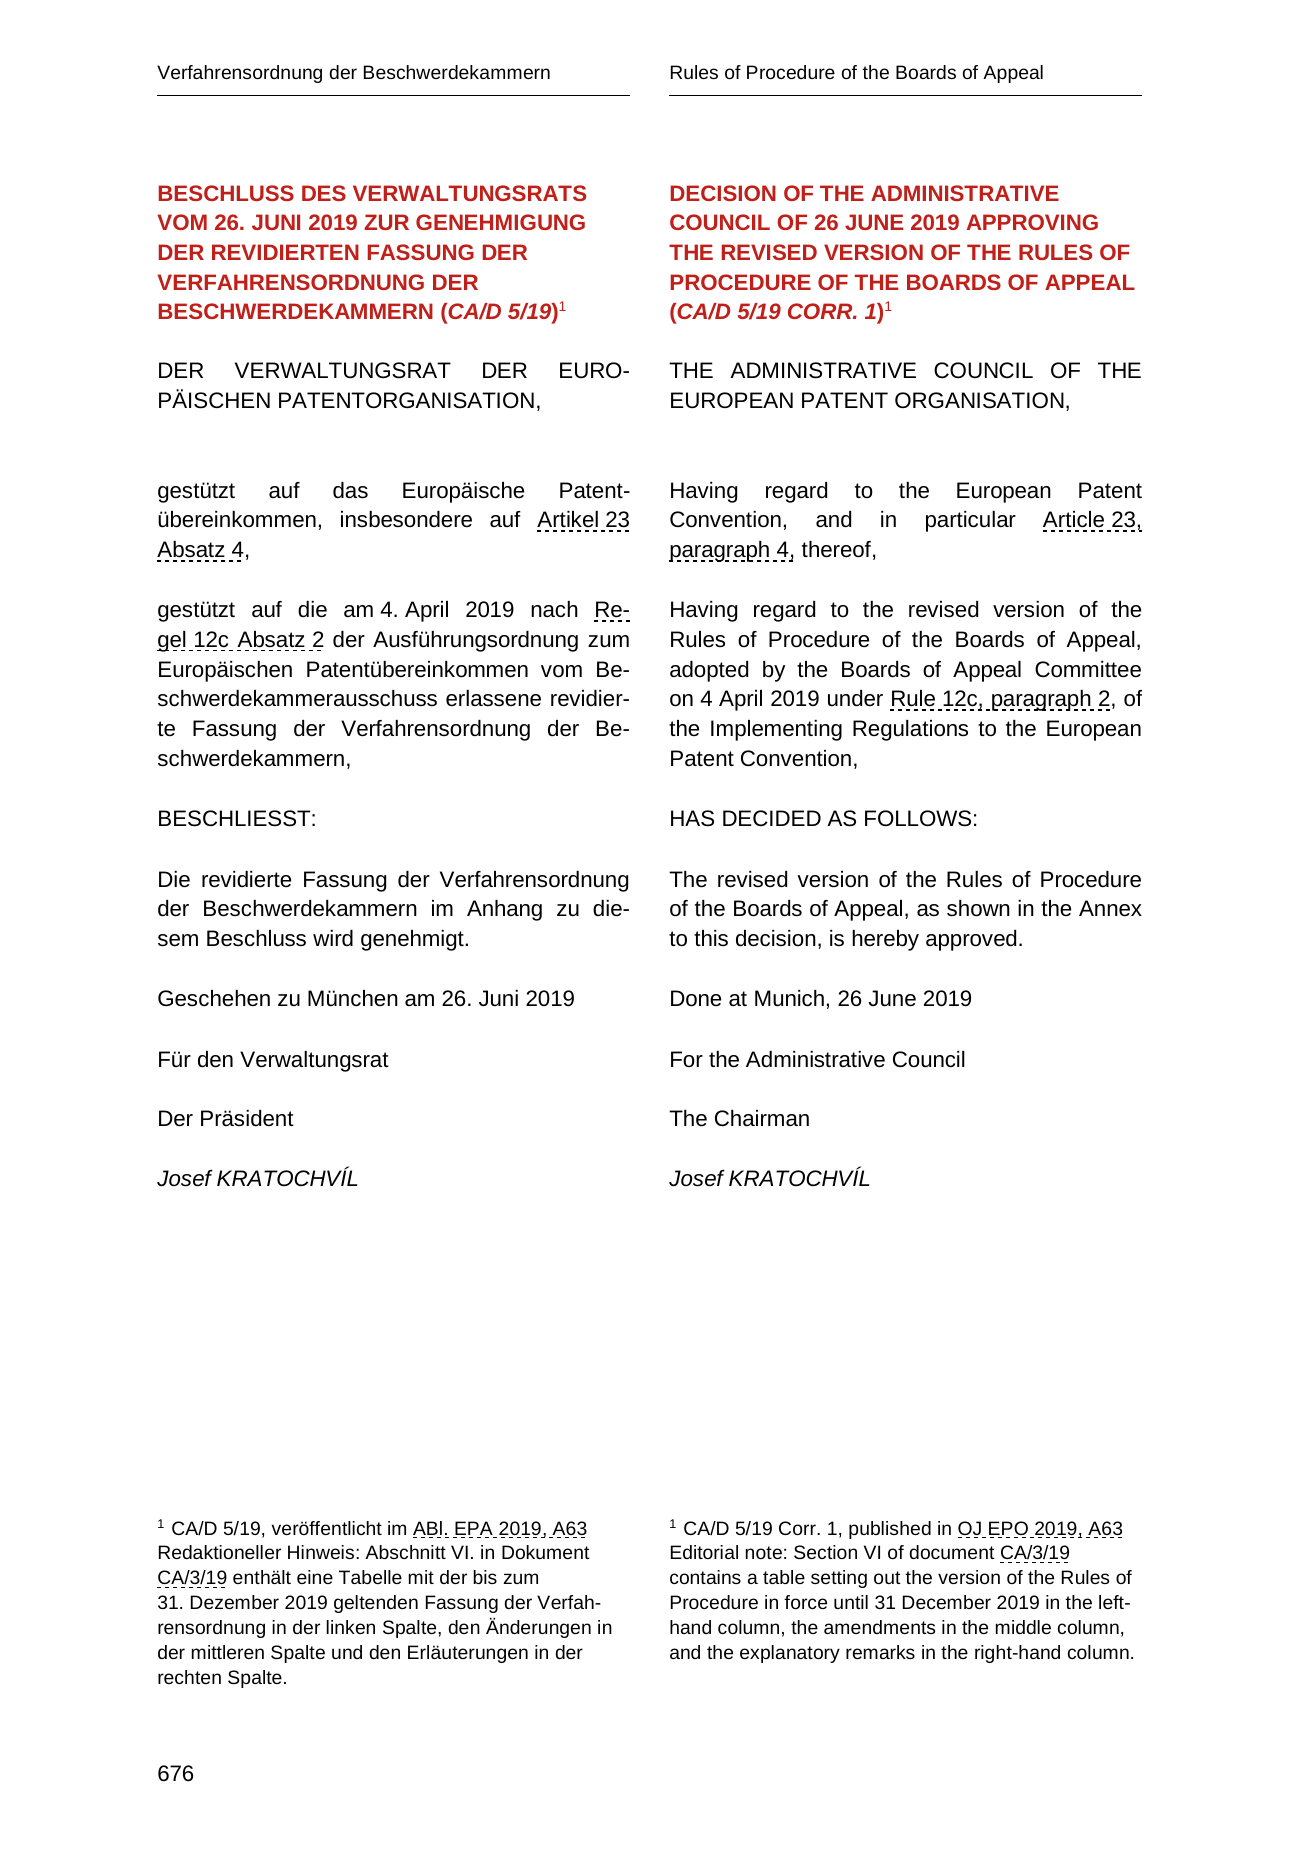 Verfahrensordnung der Beschwerdekammern
BESCHLUSS DES VERWALTUNGSRATS
VOM 26. JUNI 2019 ZUR GENEHMIGUNG
DER REVIDIERTEN FASSUNG DER
VERFAHRENSORDNUNG DER
BESCHWERDEKAMMERN (CA/D 5/19)1
DER VERWALTUNGSRAT DER EURO-
PÄISCHEN PATENTORGANISATION,
gestützt auf das Europäische Patent-
übereinkommen, insbesondere auf Artikel 23
Absatz 4,
gestützt auf die am 4. April 2019 nach Re-
gel 12c Absatz 2 der Ausführungsordnung zum
Europäischen Patentübereinkommen vom Be-
schwerdekammerausschuss erlassene revidier-
te Fassung der Verfahrensordnung der Be-
schwerdekammern,
BESCHLIESST:
Die revidierte Fassung der Verfahrensordnung
der Beschwerdekammern im Anhang zu die-
sem Beschluss wird genehmigt.
Geschehen zu München am 26. Juni 2019
Für den Verwaltungsrat
Der Präsident
Josef KRATOCHVÍL
1 CA/D 5/19, veröffentlicht im ABl. EPA 2019, A63
Redaktioneller Hinweis: Abschnitt VI. in Dokument
CA/3/19 enthält eine Tabelle mit der bis zum
31. Dezember 2019 geltenden Fassung der Verfah-
rensordnung in der linken Spalte, den Änderungen in
der mittleren Spalte und den Erläuterungen in der
rechten Spalte.
Rules of Procedure of the Boards of Appeal
DECISION OF THE ADMINISTRATIVE
COUNCIL OF 26 JUNE 2019 APPROVING
THE REVISED VERSION OF THE RULES OF
PROCEDURE OF THE BOARDS OF APPEAL
(CA/D 5/19 CORR. 1)1
THE ADMINISTRATIVE COUNCIL OF THE
EUROPEAN PATENT ORGANISATION,
Having regard to the European Patent
Convention, and in particular Article 23,
paragraph 4, thereof,
Having regard to the revised version of the
Rules of Procedure of the Boards of Appeal,
adopted by the Boards of Appeal Committee
on 4 April 2019 under Rule 12c, paragraph 2, of
the Implementing Regulations to the European
Patent Convention,
HAS DECIDED AS FOLLOWS:
The revised version of the Rules of Procedure
of the Boards of Appeal, as shown in the Annex
to this decision, is hereby approved.
Done at Munich, 26 June 2019
For the Administrative Council
The Chairman
Josef KRATOCHVÍL
1 CA/D 5/19 Corr. 1, published in OJ EPO 2019, A63
Editorial note: Section VI of document CA/3/19
contains a table setting out the version of the Rules of
Procedure in force until 31 December 2019 in the left-
hand column, the amendments in the middle column,
and the explanatory remarks in the right-hand column.
676